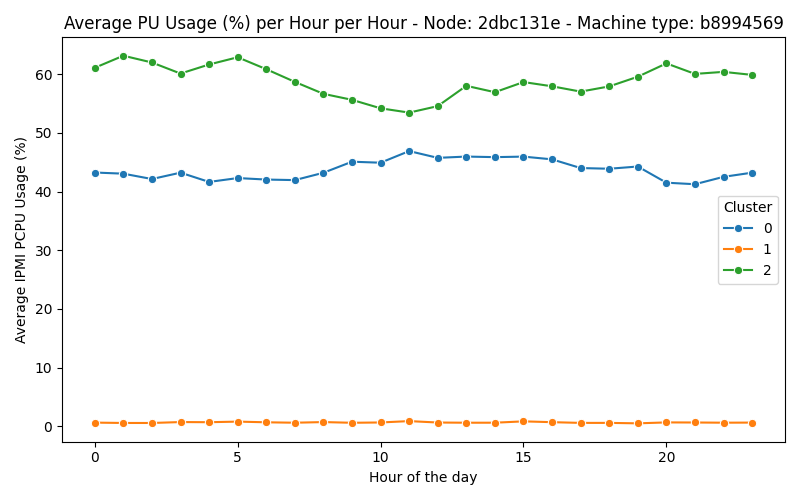 Average PU Usage (%) per Hour per Hour - Node: 2dbc131e - Machine type: b8994569
60
50
40
30
20
10
0
Average IPMI PCPU Usage (%)
Cluster
0
1
2
0 5 10 15 20
Hour of the day